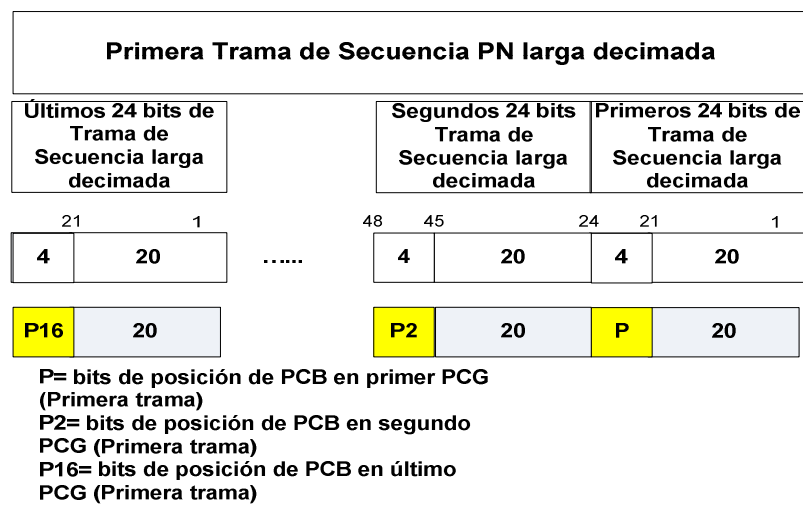 Primera Trama de Secuencia PN larga decimada
Últimos 24 bits de
Trama de
Secuencia larga
decimada
Segundos 24 bits
Trama de
Secuencia larga
decimada
Primeros 24 bits de
Trama de
Secuencia larga
decimada
21 1 48 45 24 21 1
4 20 ...... 4 20 4 20
P16 20 P2 20 P 20
P= bits de posición de PCB en primer PCG
(Primera trama)
P2= bits de posición de PCB en segundo
PCG (Primera trama)
P16= bits de posición de PCB en último
PCG (Primera trama)